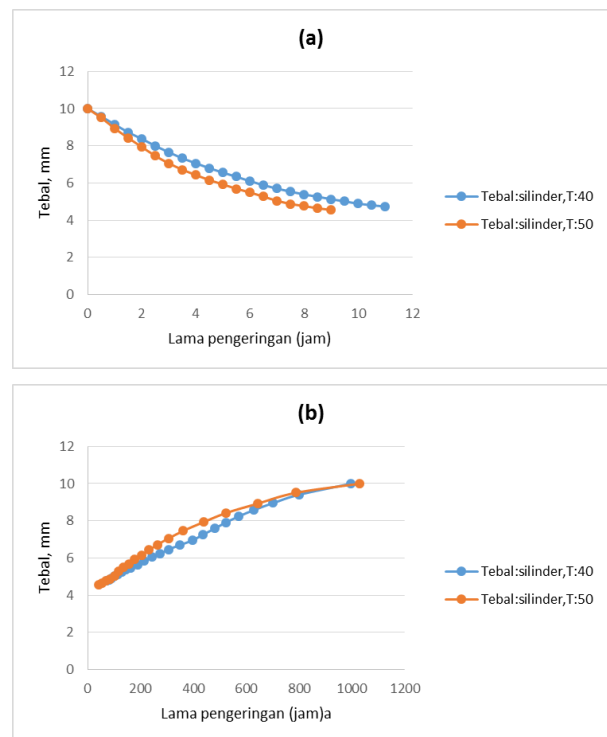 (a)
12
10
8
6
4
2
0
Tebal, mm
0 2 4 6 8 10 12
Lama pengeringan (jam)
Tebal:silinder,T:40
Tebal:silinder,T:50
(b)
12
10
8
6
4
2
0
Tebal, mm
0 200 400 600 800 1000 1200
Lama pengeringan (jam)a
Tebal:silinder,T:40
Tebal:silinder,T:50